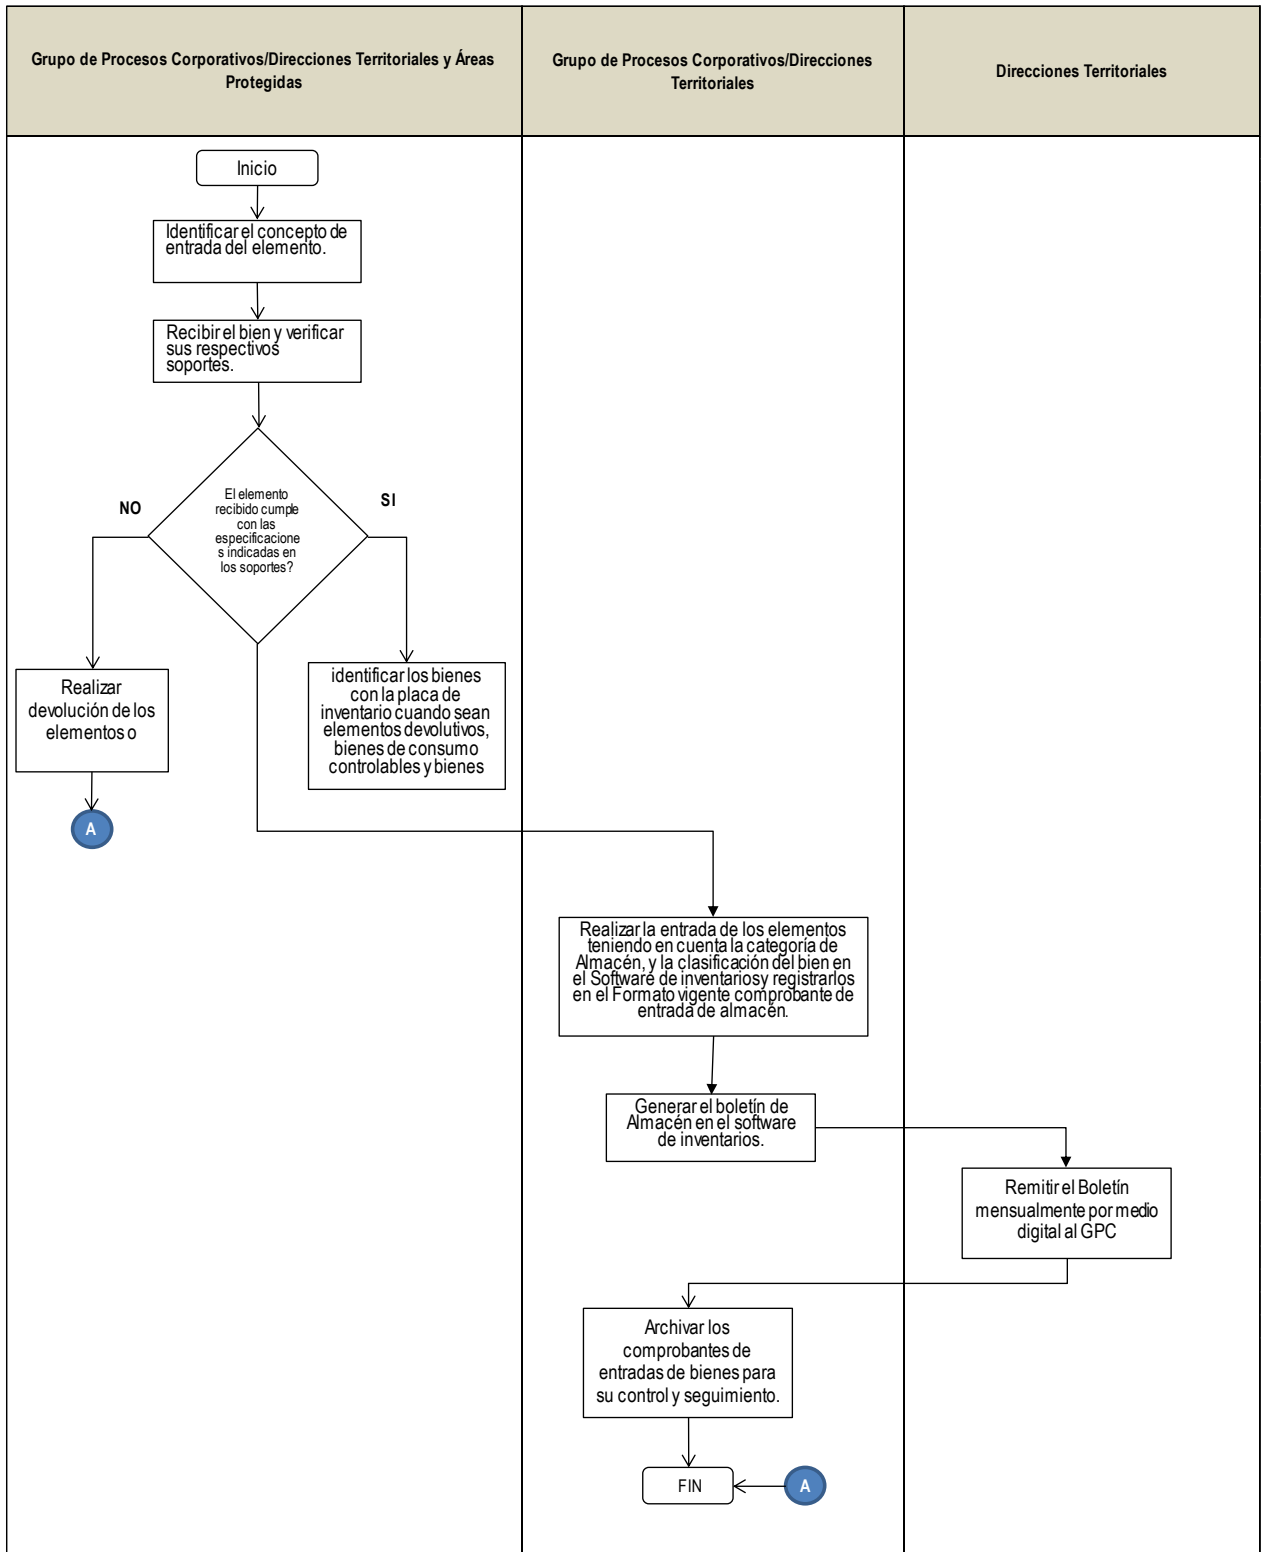 Grupo de Procesos Corporativos/Direcciones Territoriales y Áreas
Protegidas
Grupo de Procesos Corporativos/Direcciones
Territoriales
Direcciones Territoriales
Inicio
Identificar el concepto de
entrada del elemento.
Recibir el bien y verificar
sus respectivos
soportes.
El elemento
recibido cumple
con las
especificacione
s indicadas en
los soportes?
NO
SI
Realizar
devolución de los
elementos o
identificar los bienes
con la placa de
inventario cuando sean
elementos devolutivos,
bienes de consumo
controlables y bienes
A
Realizar la entrada de los elementos
teniendo en cuenta la categoría de
Almacén, y la clasificación del bien en
el Software de inventarios y registrarlos
en el Formato vigente comprobante de
entrada de almacén.
Generar el boletín de
Almacén en el software
de inventarios.
Remitir el Boletín
mensualmente por medio
digital al GPC
Archivar los
comprobantes de
entradas de bienes para
su control y seguimiento.
FIN
A